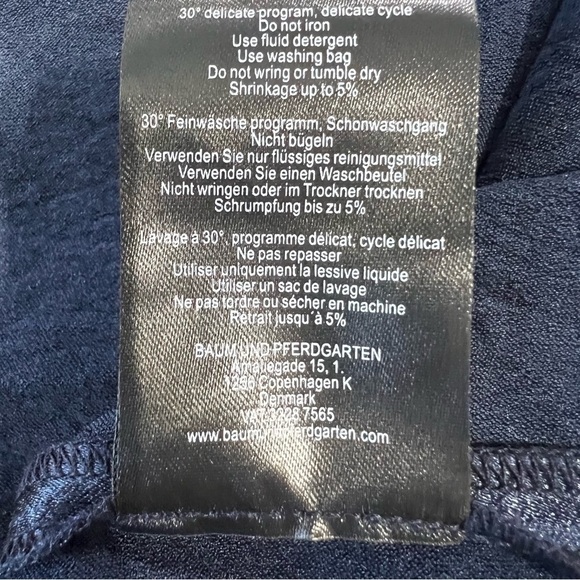 30° delicate program, delicate cycle
Do not iron
Use fluid detergent
Use washing bag
Do not wring or tumble dry
Shrinkage up to 5%
30° Feinwäsche programm, Schonwaschgang
Nicht bügeln
Verwenden Sie nur flüssiges reinigungsmittel
Verwenden Sie einen Waschbeutel
Nicht wringen oder im Trockner trocknen
Schrumpfung bis zu 5%
Lavage à 30°, programme délicat, cycle délicat
Ne pas repasser
Utiliser uniquement la lessive liquide
Utiliser un sac de lavage
Ne pas tordre ou sécher en machine
Retrait jusqu´à 5%
BAUM UND PFERDGARTEN
Amaliegade 15, 1.
1256 Copenhagen K
Denmark
VAT 7565
www.baumundpferdgarten.com